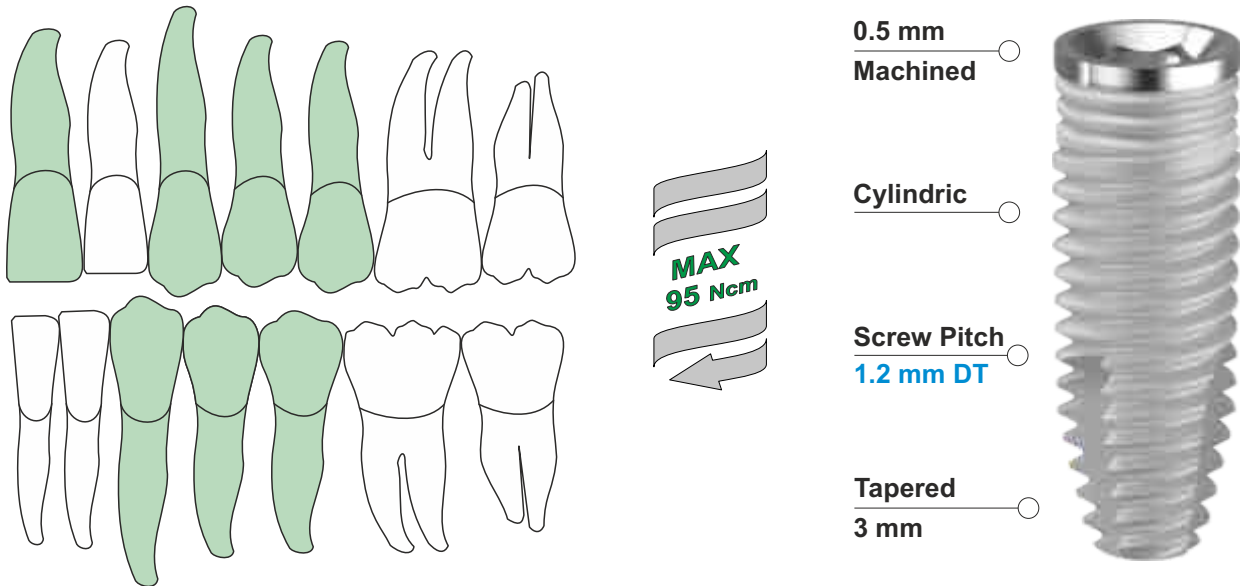 MAX
95 Ncm
0.5 mm
Machined
Cylindric
Screw Pitch
1.2 mm DT
Tapered
3 mm